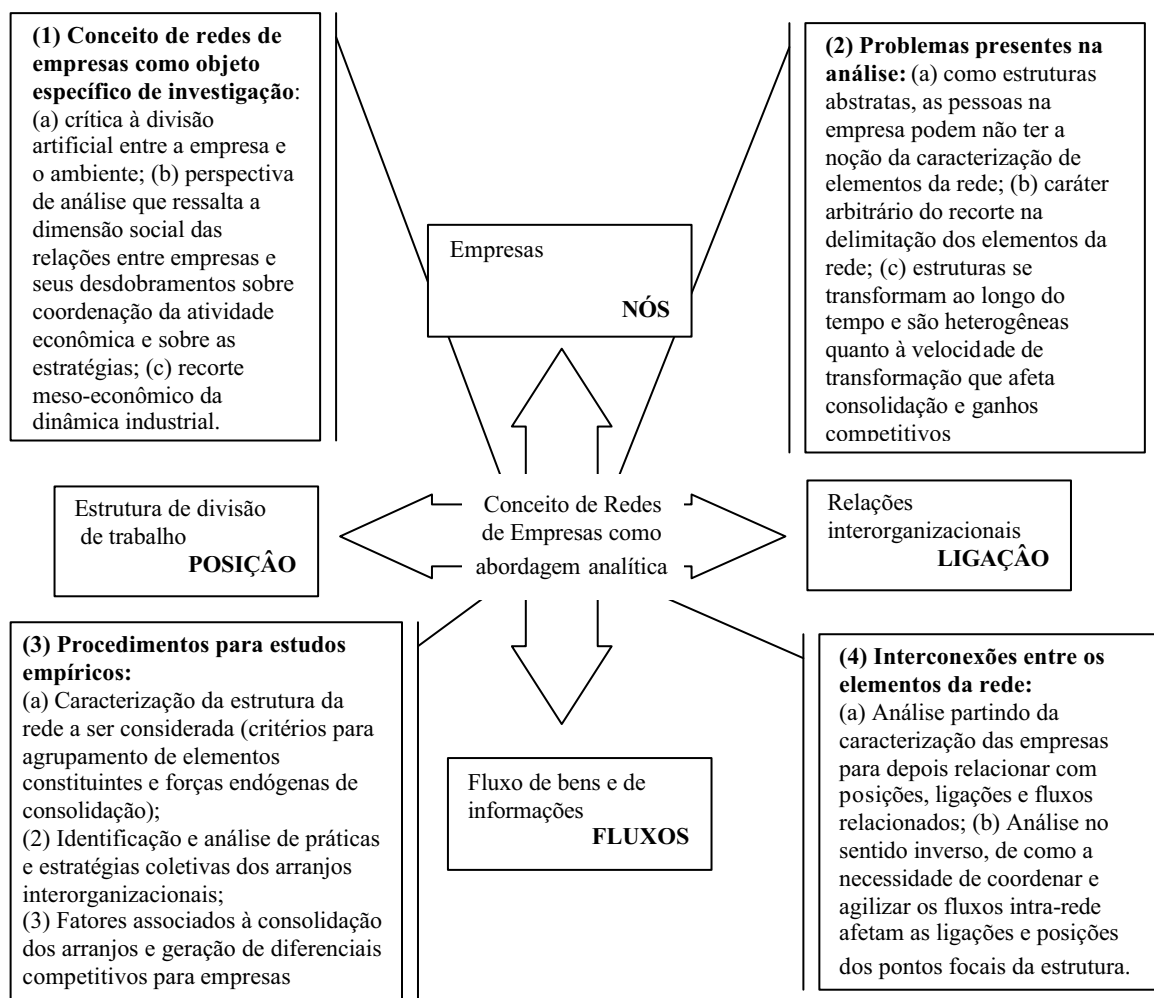 (1) Conceito de redes de
empresas como objeto
específico de investigação:
(a) crítica à divisão
artificial entre a empresa e
o ambiente; (b) perspectiva
de análise que ressalta a
dimensão social das
relações entre empresas e
seus desdobramentos sobre
coordenação da atividade
econômica e sobre as
estratégias; (c) recorte
meso-econômico da
dinâmica industrial.
(2) Problemas presentes na
análise: (a) como estruturas
abstratas, as pessoas na
empresa podem não ter a
noção da caracterização de
elementos da rede; (b) caráter
arbitrário do recorte na
delimitação dos elementos da
rede; (c) estruturas se
transformam ao longo do
tempo e são heterogêneas
quanto à velocidade de
transformação que afeta
consolidação e ganhos
competitivos
Empresas
NÓS
Estrutura de divisão
de trabalho
POSIÇÂO
Conceito de Redes
de Empresas como
abordagem analítica
Relações
interorganizacionais
LIGAÇÂO
Fluxo de bens e de
informações
FLUXOS
(3) Procedimentos para estudos
empíricos:
(a) Caracterização da estrutura da
rede a ser considerada (critérios para
agrupamento de elementos
constituintes e forças endógenas de
consolidação);
(2) Identificação e análise de práticas
e estratégias coletivas dos arranjos
interorganizacionais;
(3) Fatores associados à consolidação
dos arranjos e geração de diferenciais
competitivos para empresas
(4) Interconexões entre os
elementos da rede:
(a) Análise partindo da
caracterização das empresas
para depois relacionar com
posições, ligações e fluxos
relacionados; (b) Análise no
sentido inverso, de como a
necessidade de coordenar e
agilizar os fluxos intra-rede
afetam as ligações e posições
dos pontos focais da estrutura.